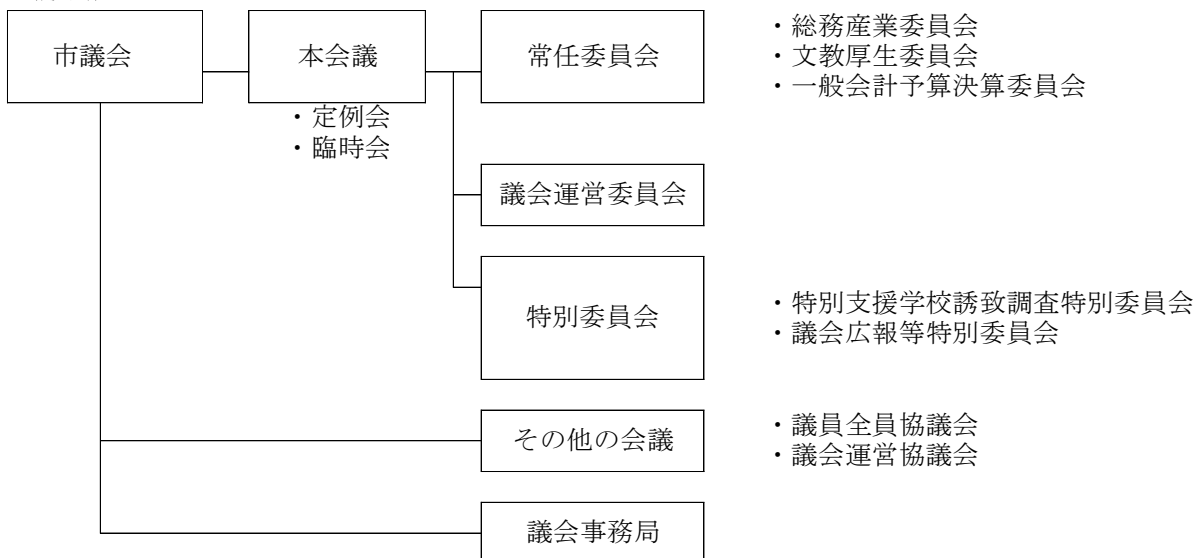 市議会
本会議
・定例会
・臨時会
常任委員会
・総務産業委員会
・文教厚生委員会
・一般会計予算決算委員会
議会運営委員会
特別委員会
・特別支援学校誘致調査特別委員会
・議会広報等特別委員会
その他の会議
・議員全員協議会
・議会運営協議会
議会事務局